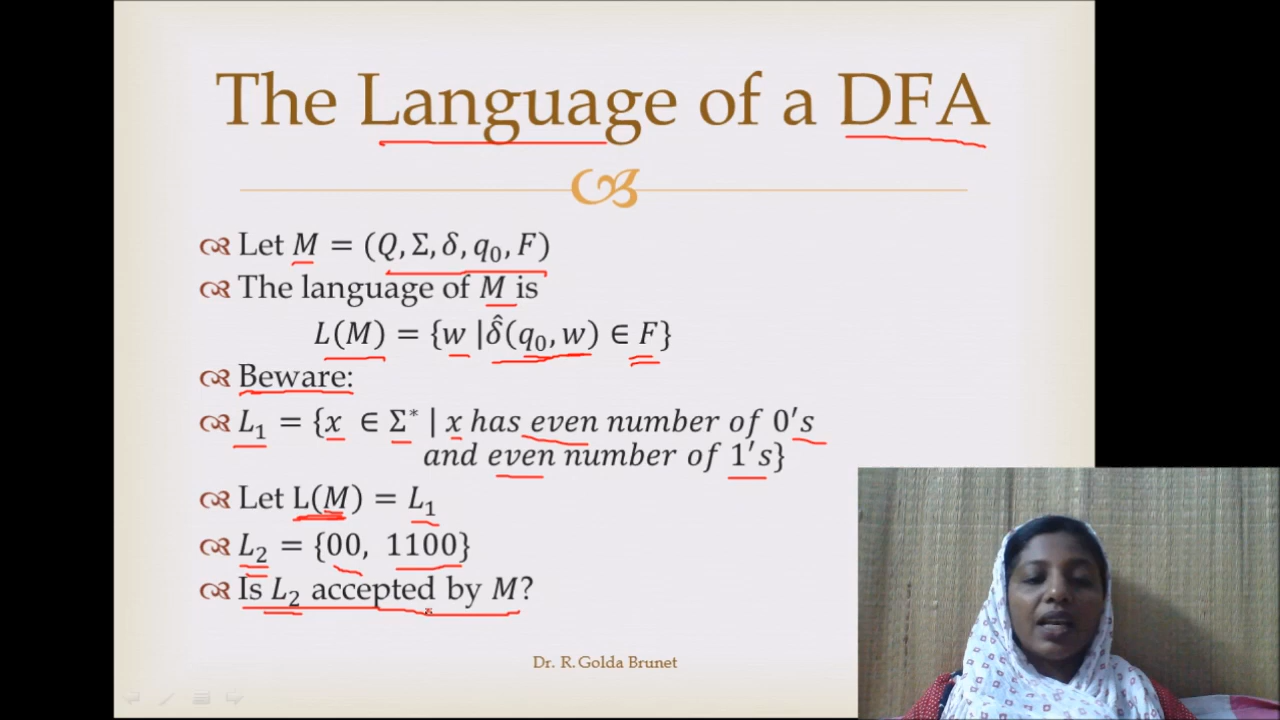 The Language of a DFA
Let M = (Q, Σ, δ, q₀, F)
The language of M is
L(M) = {w |δ̂(q₀, w) ∈ F}
Beware:
L₁ = {x ∈ Σ* | x has even number of 0's
and even number of 1's}
Let L(M) = L₁
L₂ = {00, 1100}
Is L₂ accepted by M?
Dr. R.Golda Brunet